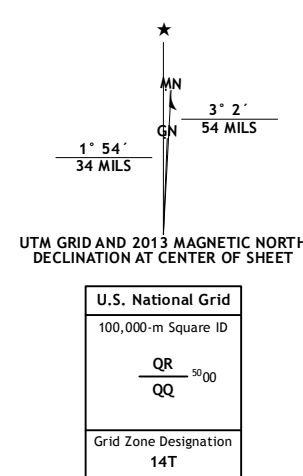 ★
MN
GN
3° 2´
54 MILS
1° 54´
34 MILS
UTM GRID AND 2013 MAGNETIC NORTH
DECLINATION AT CENTER OF SHEET
U.S. National Grid
100,000-m Square ID
QR
5000
QQ
Grid Zone Designation
14T